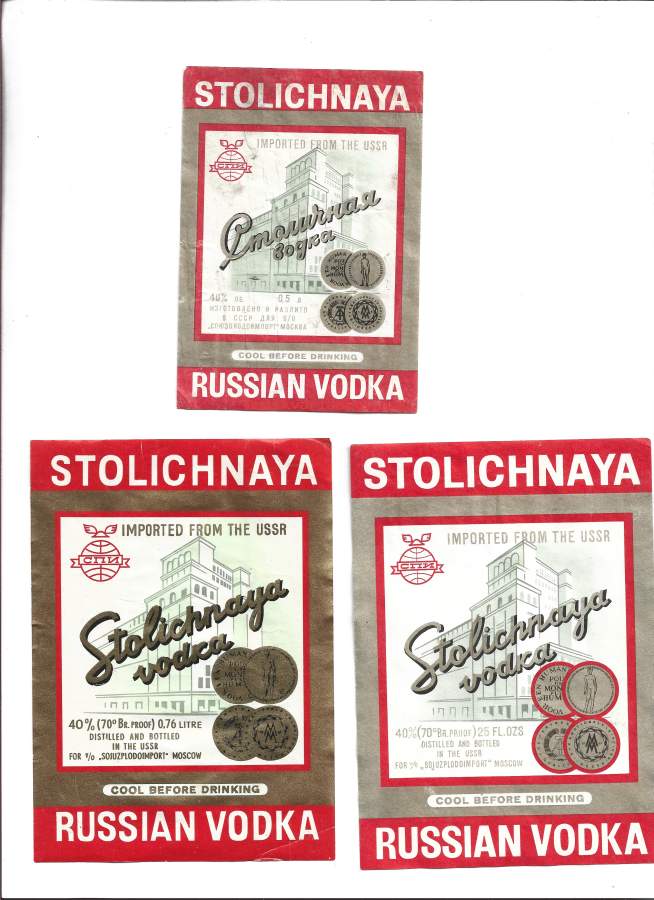 STOLICHNAYA
IMPORTED FROM THE USSR
СПИ
Столичная
водка
40% об. 0,5 л
ИЗГОТОВЛЕНО И РАЗЛИТО
В СССР ДЛЯ В/О
„СОЮЗПЛОДОИМПОРТ" МОСКВА
COOL BEFORE DRINKING
RUSSIAN VODKA
STOLICHNAYA
IMPORTED FROM THE USSR
СПИ
Stolichnaya
vodka
40% (70° BR. PROOF) 0.76 LITRE
DISTILLED AND BOTTLED
IN THE USSR
FOR V/O „SOJUZPLODOIMPORT" MOSCOW
COOL BEFORE DRINKING
RUSSIAN VODKA
STOLICHNAYA
IMPORTED FROM THE USSR
СПИ
Stolichnaya
vodka
40% (70° BR. PROOF) 25 FL.OZS
DISTILLED AND BOTTLED
IN THE USSR
FOR V/O „SOJUZPLODOIMPORT" MOSCOW
COOL BEFORE DRINKING
RUSSIAN VODKA